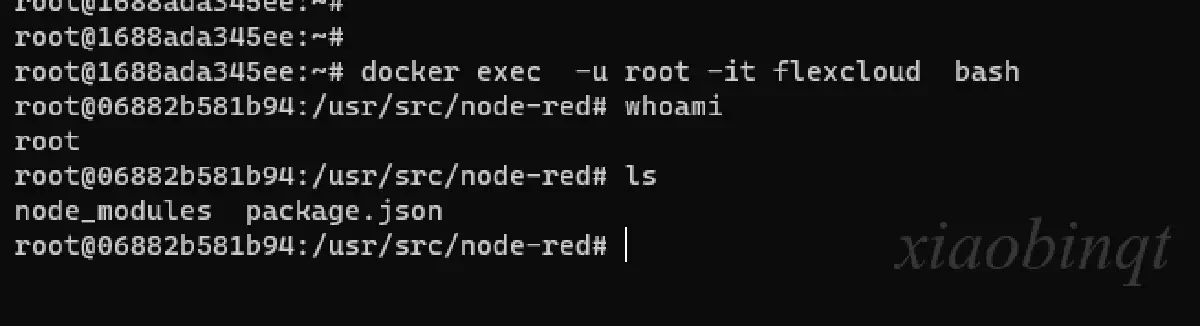 root@1688ada345ee:~#
root@1688ada345ee:~#
root@1688ada345ee:~# docker exec  -u root -it flexcloud  bash
root@06882b581b94:/usr/src/node-red# whoami
root
root@06882b581b94:/usr/src/node-red# ls
node_modules  package.json
root@06882b581b94:/usr/src/node-red#
xiaobinqt